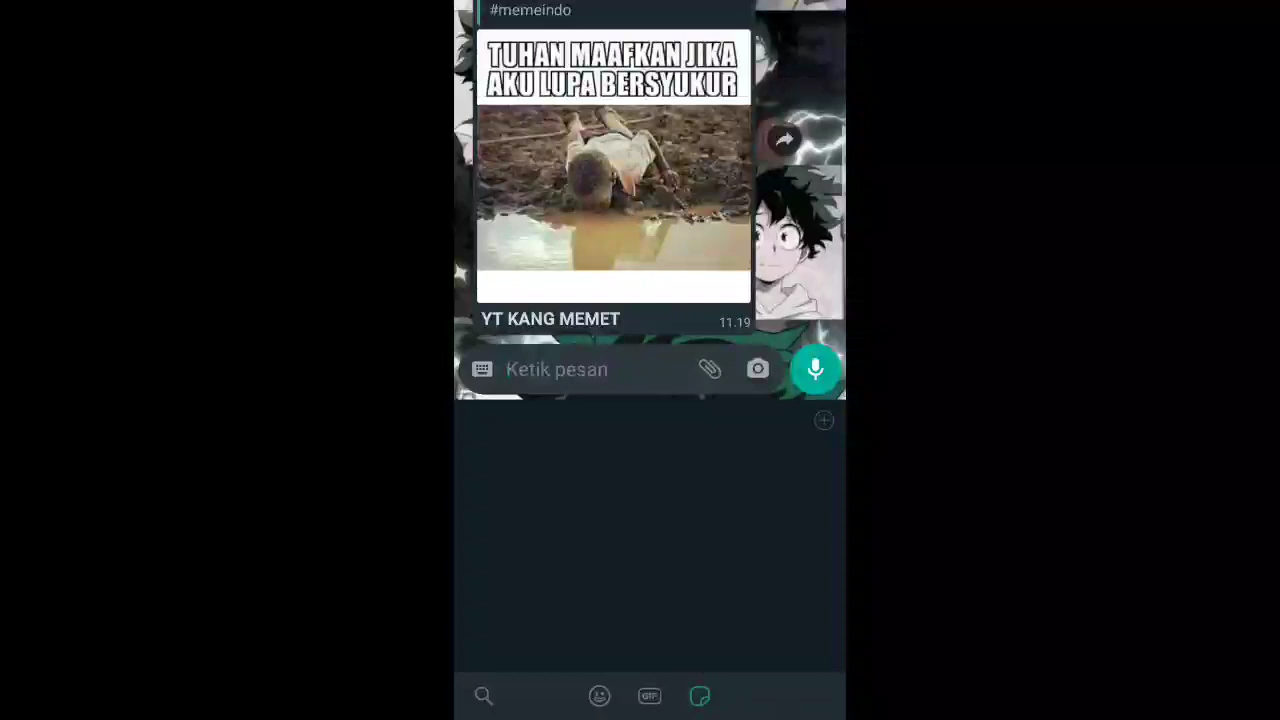 #memeindo
TUHAN MAAFKAN JIKA
AKU LUPA BERSYUKUR
YT KANG MEMET
11.19
Ketik pesan
GIF